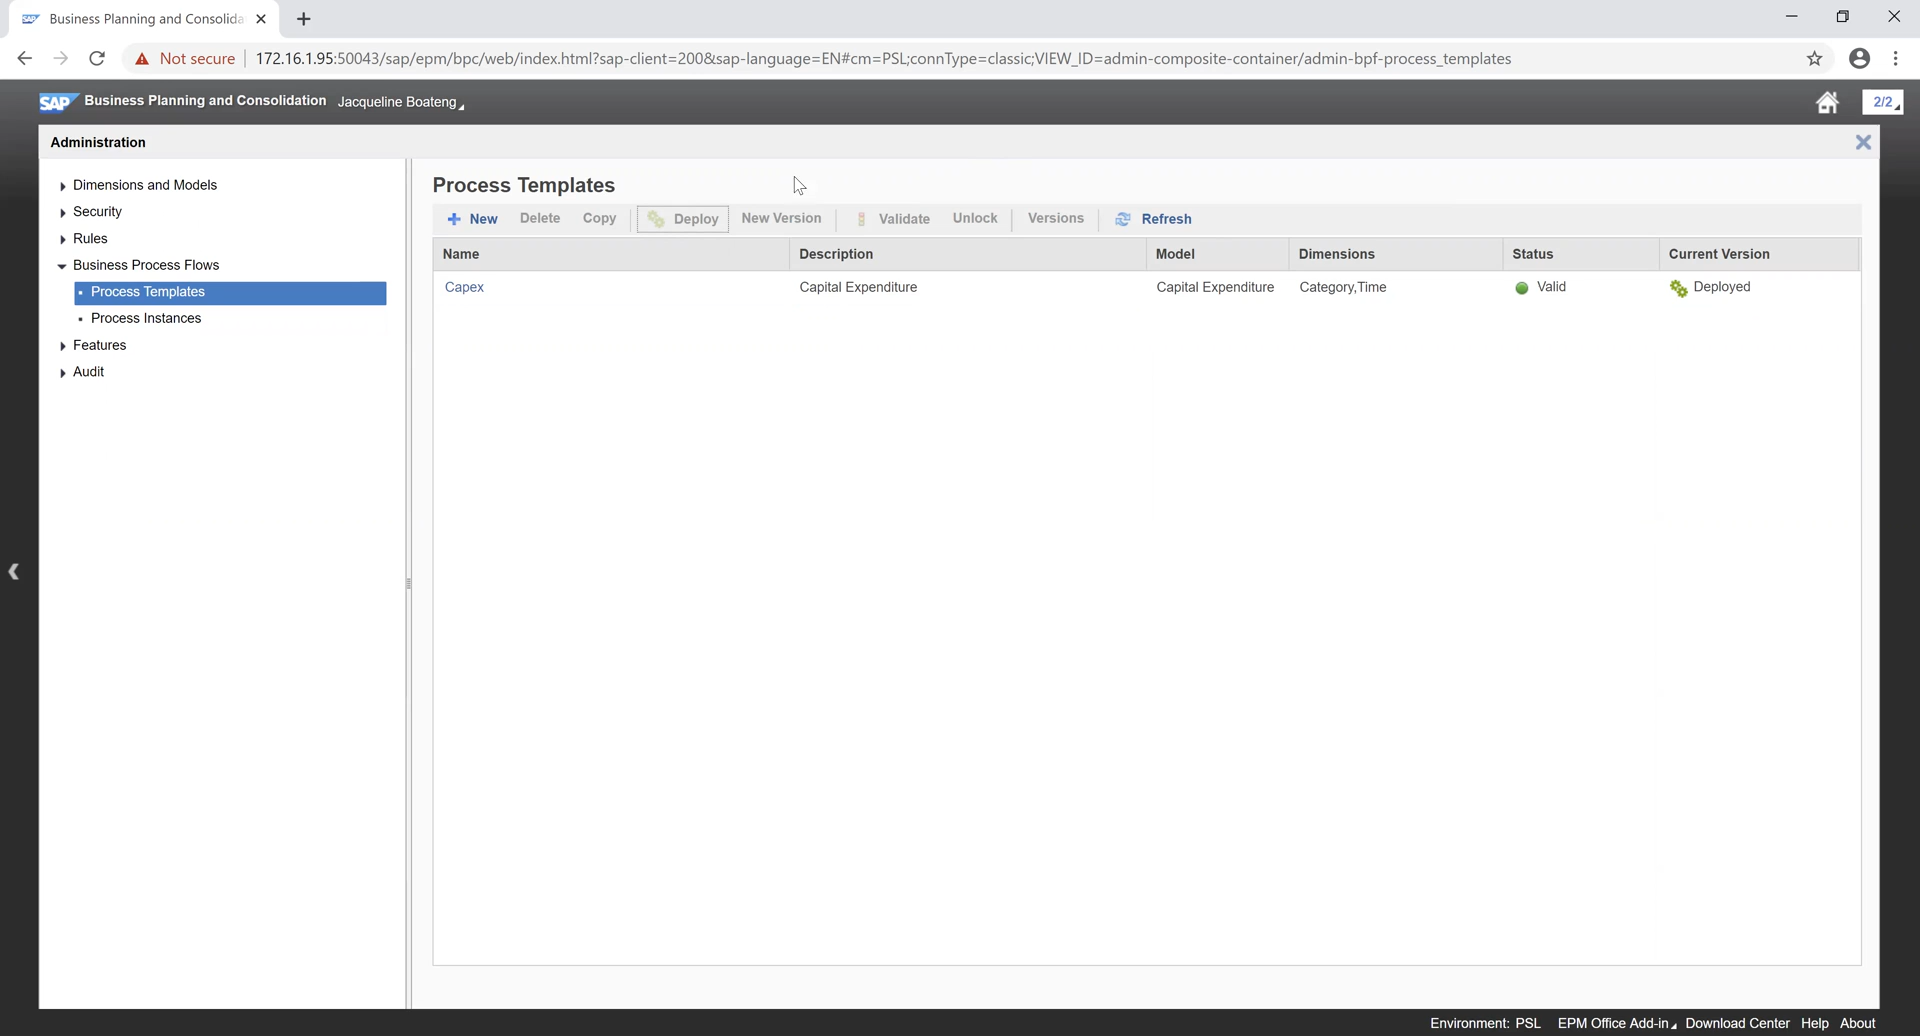 Business Planning and Consolida
Not secure
172.16.1.95:50043/sap/epm/bpc/web/index.html?sap-client=200&sap-language=EN#cm=PSL;connType=classic;VIEW_ID=admin-composite-container/admin-bpf-process_templates
SAP Business Planning and Consolidation Jacqueline Boateng
2/2
Administration
Dimensions and Models
Security
Rules
Business Process Flows
Process Templates
Process Instances
Features
Audit
Process Templates
New Delete Copy Deploy New Version Validate Unlock Versions Refresh
Name Description Model Dimensions Status Current Version
Capex Capital Expenditure Capital Expenditure Category,Time Valid Deployed
Environment: PSL EPM Office Add-in Download Center Help About